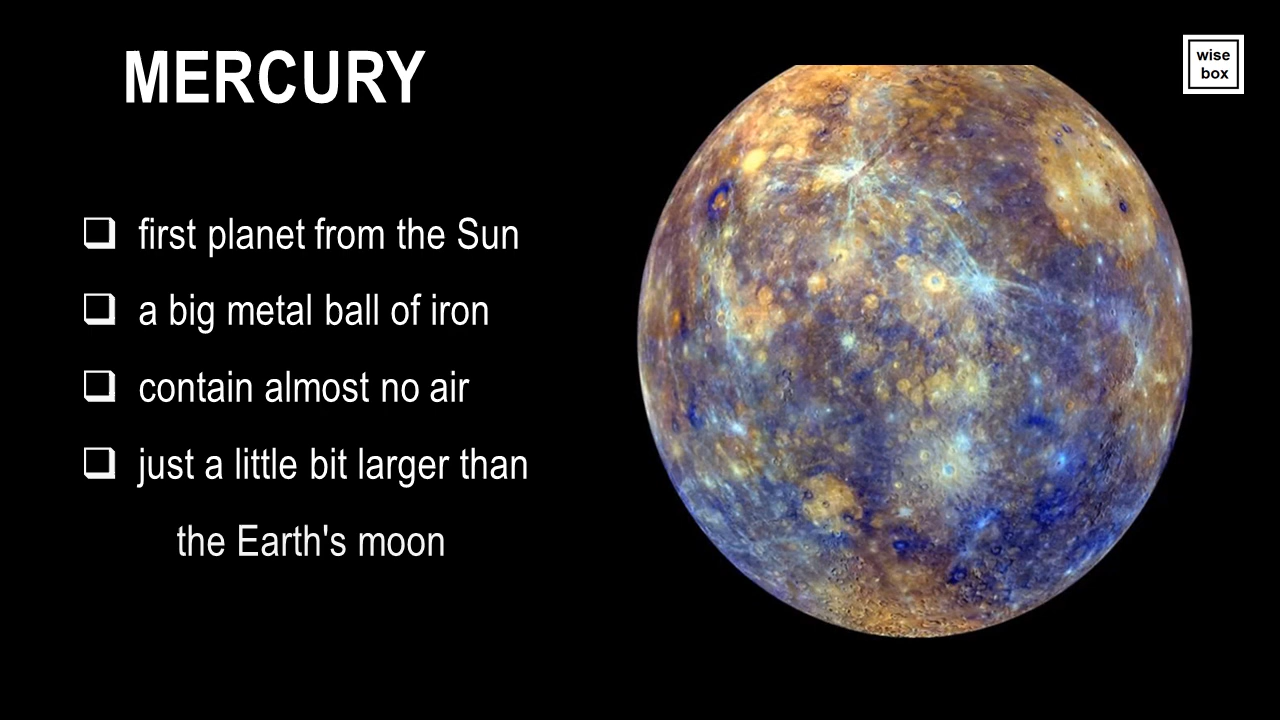 MERCURY
wise
box
first planet from the Sun
a big metal ball of iron
contain almost no air
just a little bit larger than
the Earth's moon